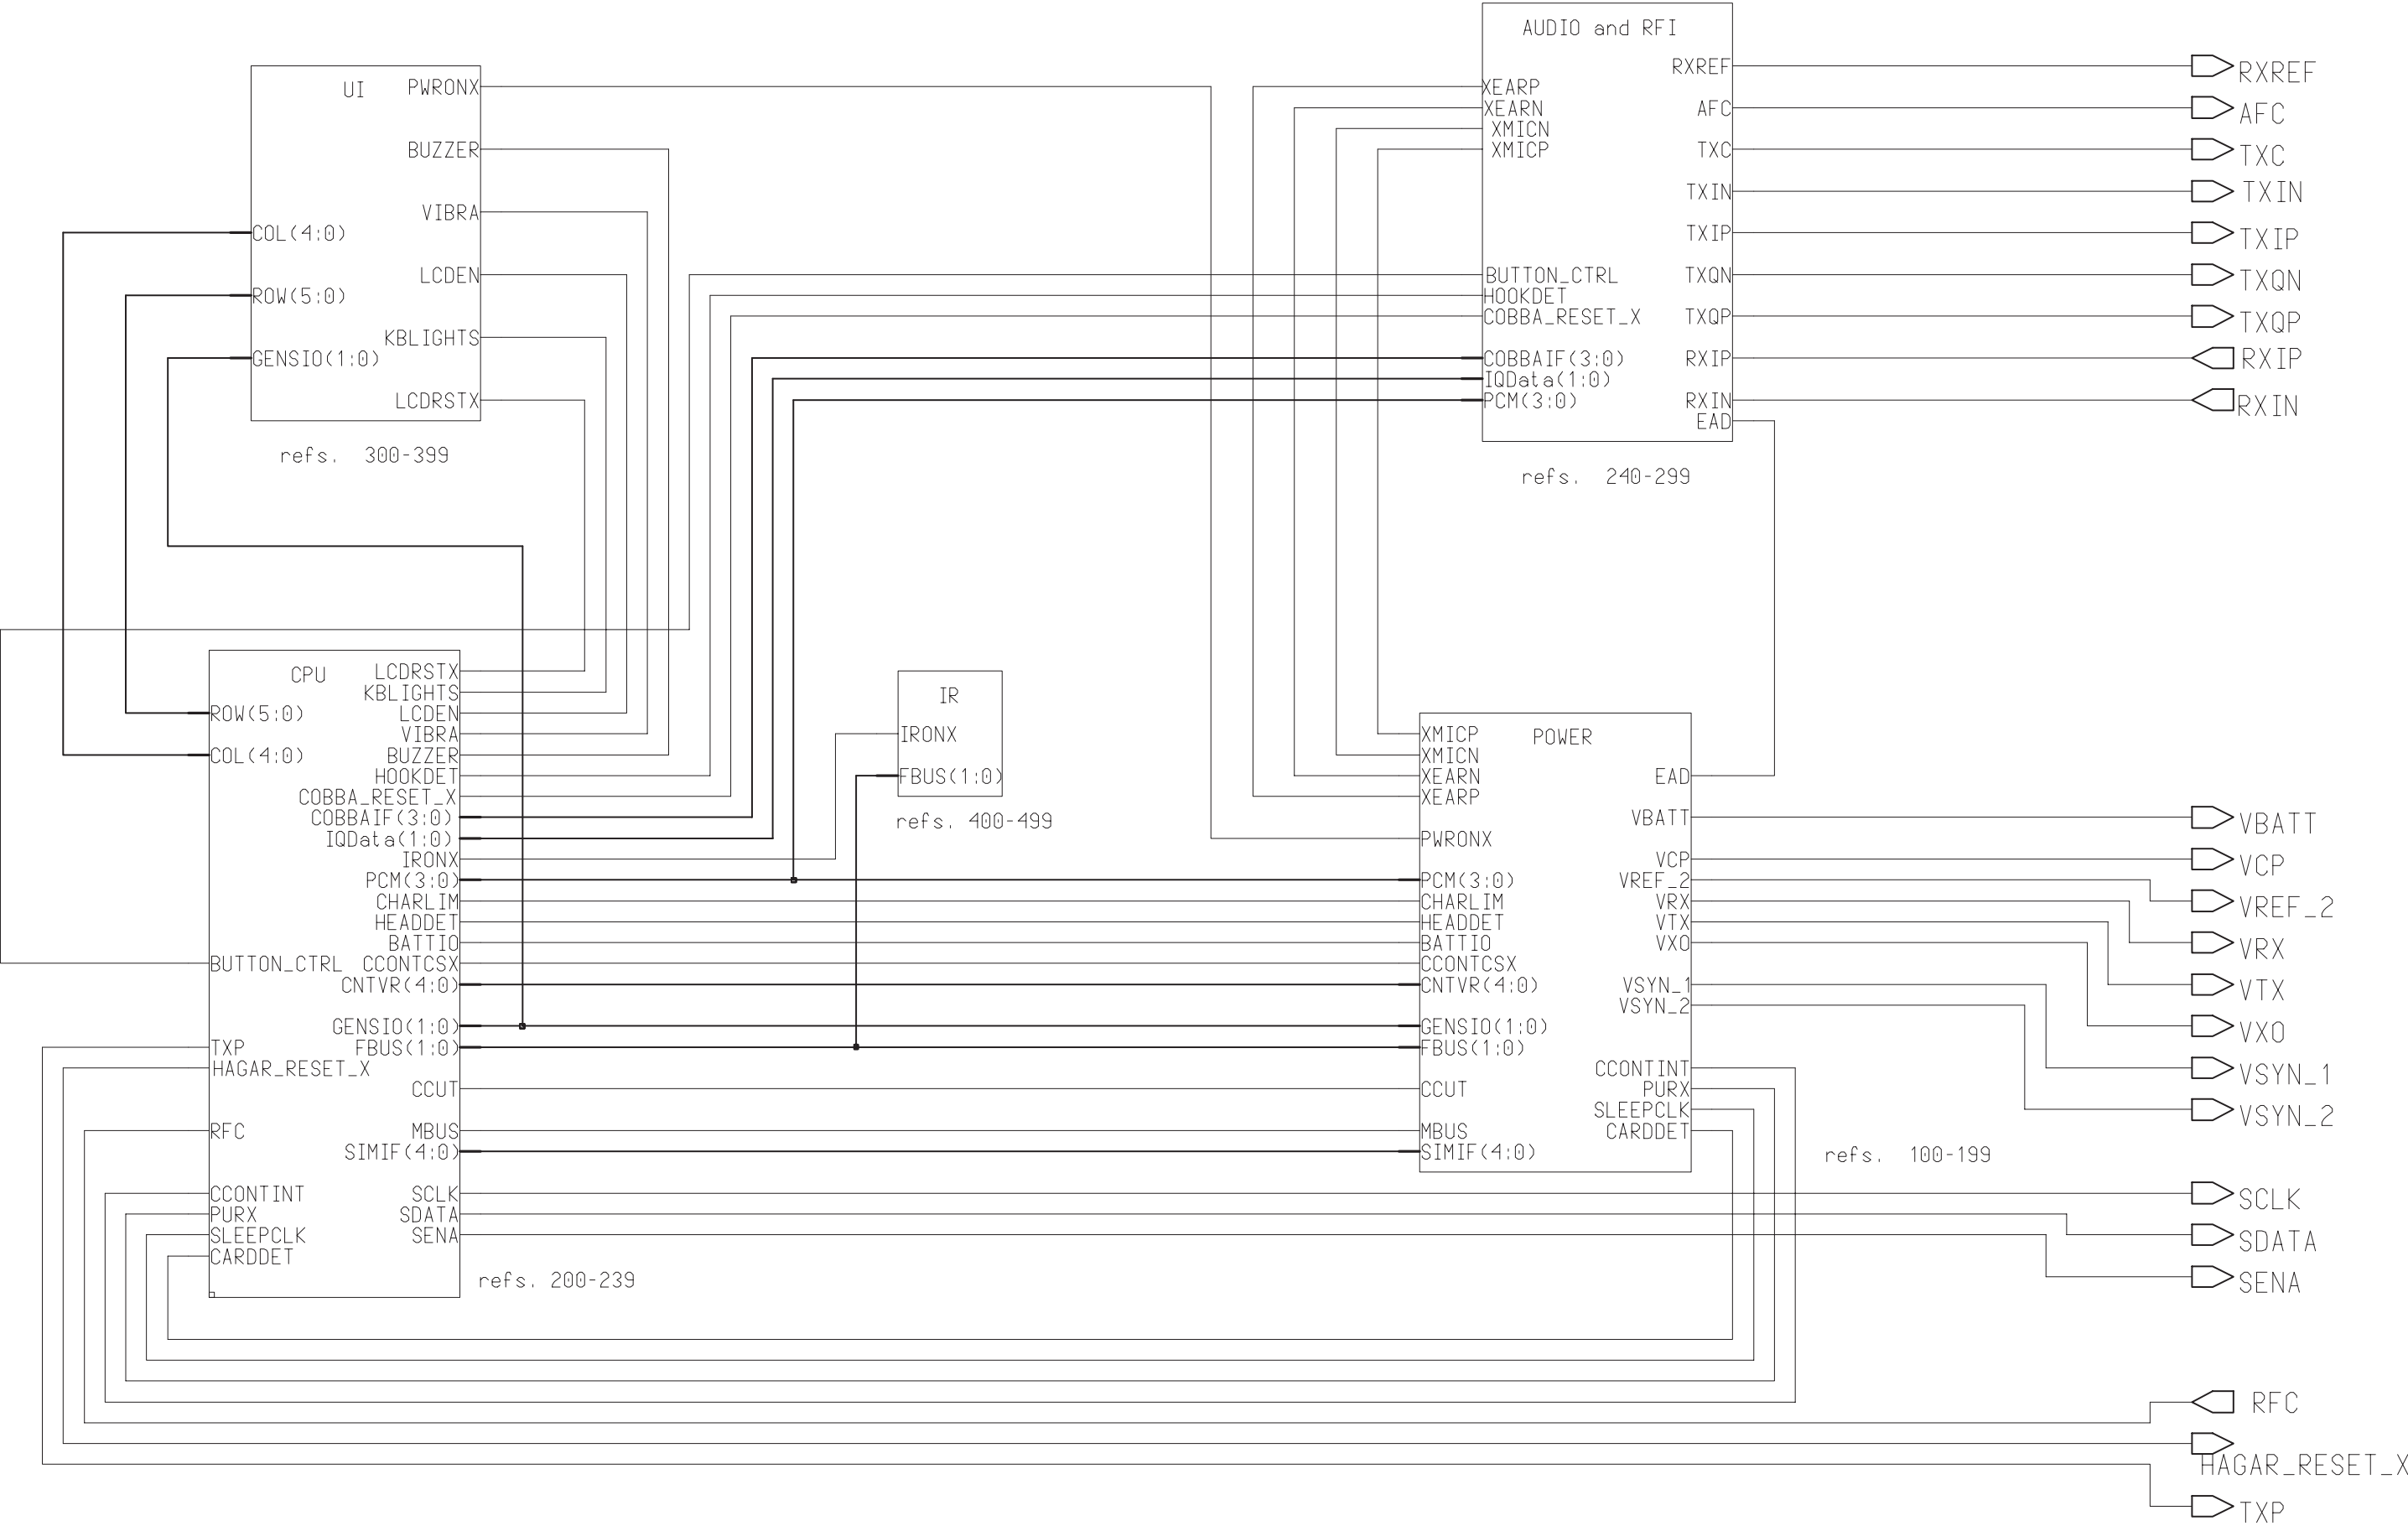 UI
PWRONX
BUZZER
VIBRA
COL(4:0)
LCDEN
ROW(5:0)
KBLIGHTS
GENSIO(1:0)
LCDRSTX
refs. 300-399
AUDIO and RFI
RXREF
XEARP
XEARN
AFC
XMICN
XMICP
TXC
TXIN
TXIP
BUTTON_CTRL
TXQN
HOOKDET
COBBA_RESET_X
TXQP
COBBAIF(3:0)
RXIP
IQData(1:0)
PCM(3:0)
RXIN
EAD
refs. 240-299
RXREF
AFC
TXC
TXIN
TXIP
TXQN
TXQP
RXIP
RXIN
CPU
LCDRSTX
KBLIGHTS
ROW(5:0)
LCDEN
VIBRA
COL(4:0)
BUZZER
HOOKDET
COBBA_RESET_X
COBBAIF(3:0)
IQData(1:0)
IRONX
PCM(3:0)
CHARLIM
HEADDET
BATTIO
BUTTON_CTRL CCONTCSX
CNTVR(4:0)
GENSIO(1:0)
TXP
FBUS(1:0)
HAGAR_RESET_X
CCUT
RFC
MBUS
SIMIF(4:0)
CCONTINT
SCLK
PURX
SDATA
SLEEPCLK
SENA
CARDDET
refs. 200-239
IR
IRONX
FBUS(1:0)
refs. 400-499
POWER
XMICP
XMICN
XEARN
EAD
XEARP
VBATT
PWRONX
VCP
PCM(3:0)
VREF_2
CHARLIM
VRX
HEADDET
VTX
BATTIO
VXO
CCONTCSX
CNTVR(4:0)
VSYN_1
VSYN_2
GENSIO(1:0)
FBUS(1:0)
CCONTINT
CCUT
PURX
SLEEPCLK
MBUS
CARDDET
SIMIF(4:0)
refs. 100-199
VBATT
VCP
VREF_2
VRX
VTX
VXO
VSYN_1
VSYN_2
SCLK
SDATA
SENA
RFC
HAGAR_RESET_X
TXP